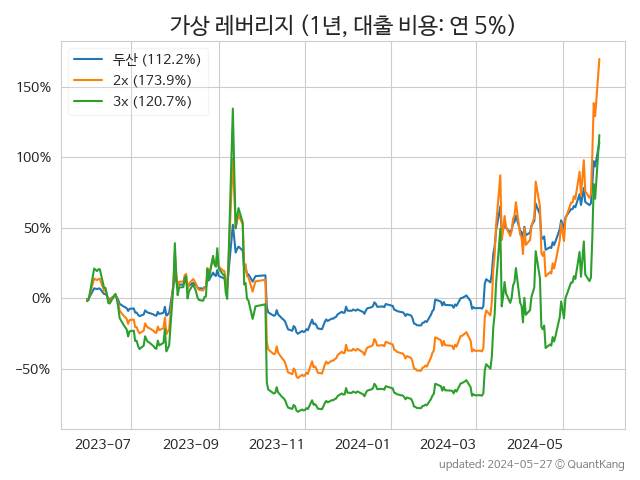 가상 레버리지 (1년, 대출 비용: 연 5%)
두산 (112.2%)
2x (173.9%)
3x (120.7%)
150%
100%
50%
0%
−50%
2023-07 2023-09 2023-11 2024-01 2024-03 2024-05
updated: 2024-05-27 © QuantKang